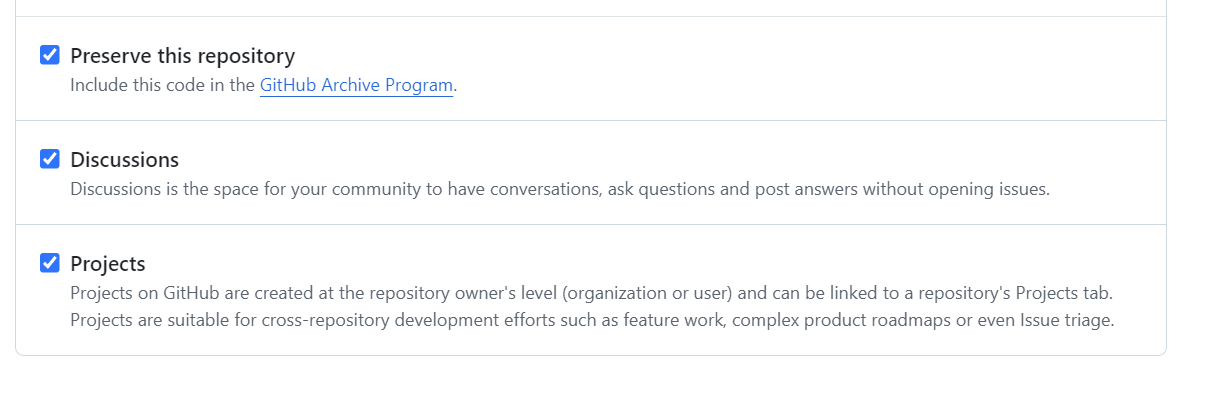 Preserve this repository
Include this code in the GitHub Archive Program.
Discussions
Discussions is the space for your community to have conversations, ask questions and post answers without opening issues.
Projects
Projects on GitHub are created at the repository owner's level (organization or user) and can be linked to a repository's Projects tab.
Projects are suitable for cross-repository development efforts such as feature work, complex product roadmaps or even Issue triage.